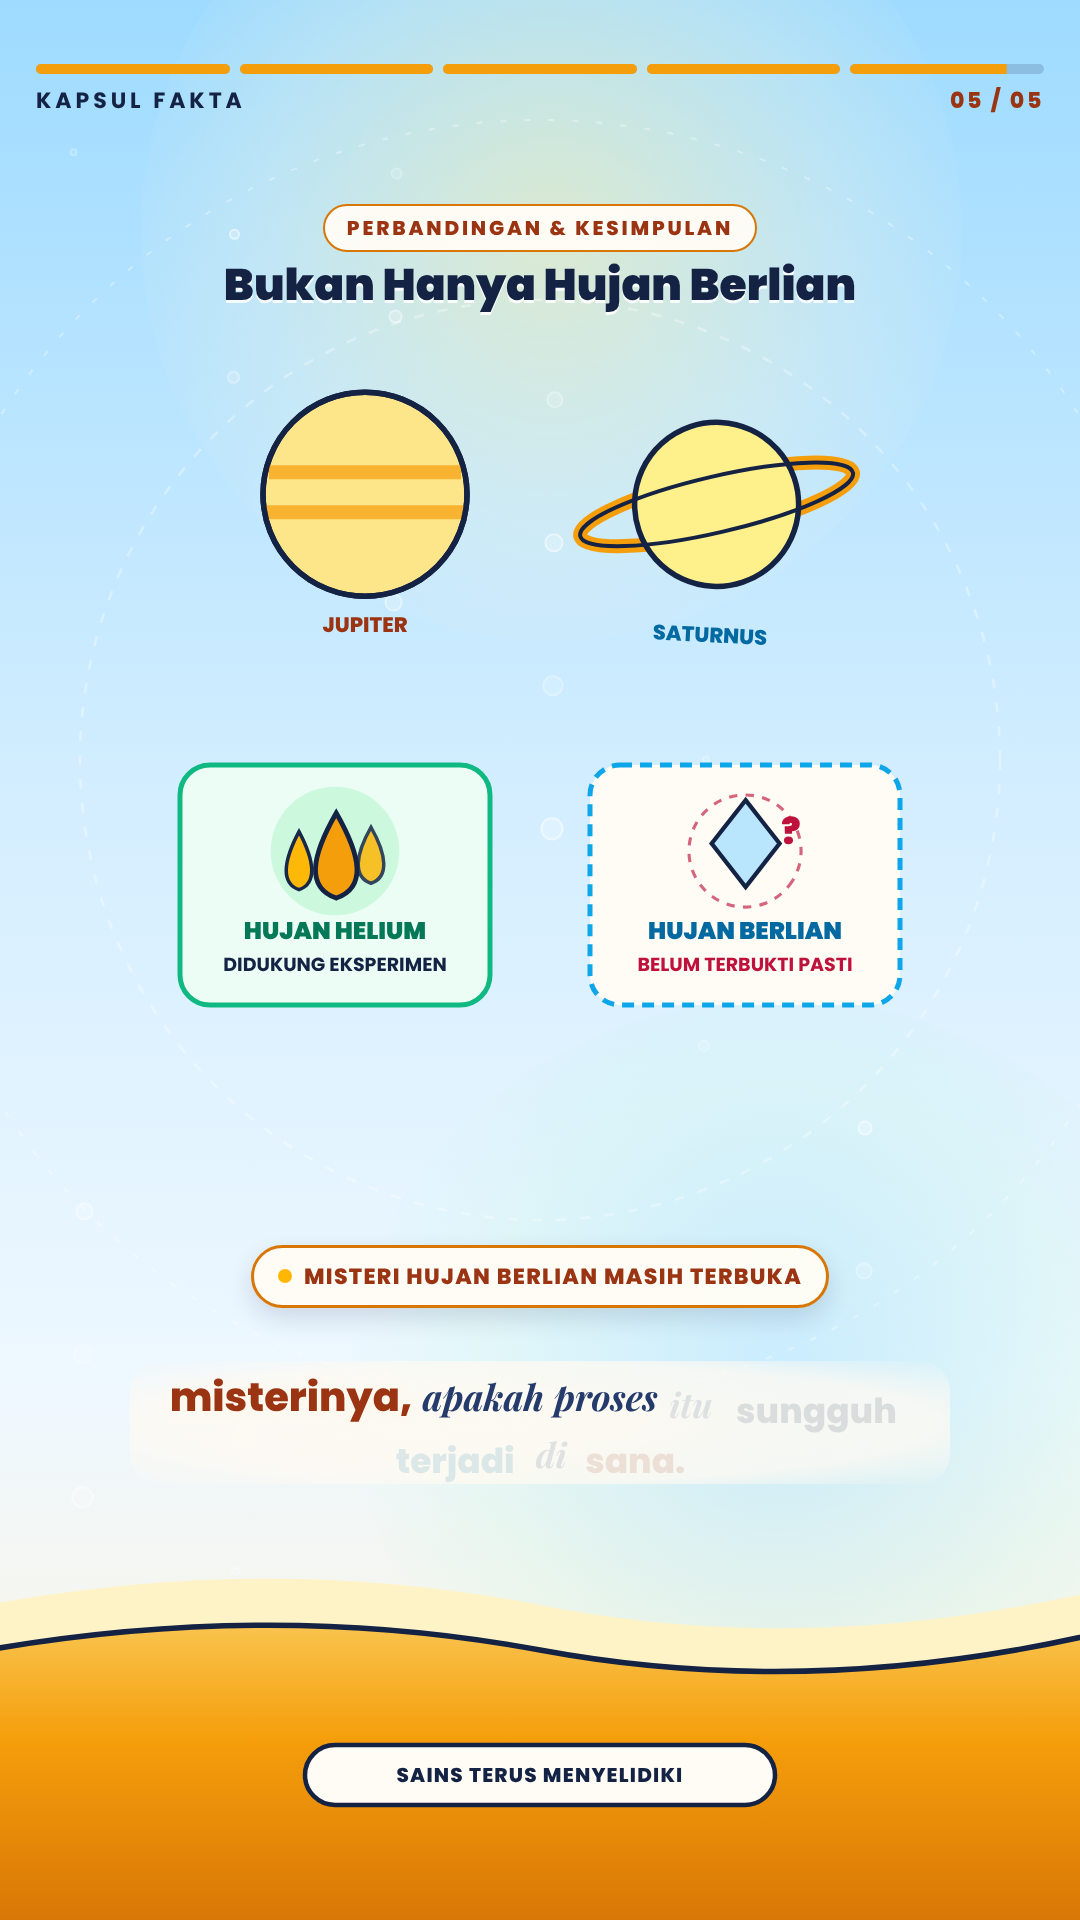 KAPSUL FAKTA
05 / 05
PERBANDINGAN & KESIMPULAN
Bukan Hanya Hujan Berlian
JUPITER
SATURNUS
?
HUJAN HELIUM
DIDUKUNG EKSPERIMEN
HUJAN BERLIAN
BELUM TERBUKTI PASTI
MISTERI HUJAN BERLIAN MASIH TERBUKA
misterinya, apakah proses itu sungguh
terjadi di sana.
SAINS TERUS MENYELIDIKI